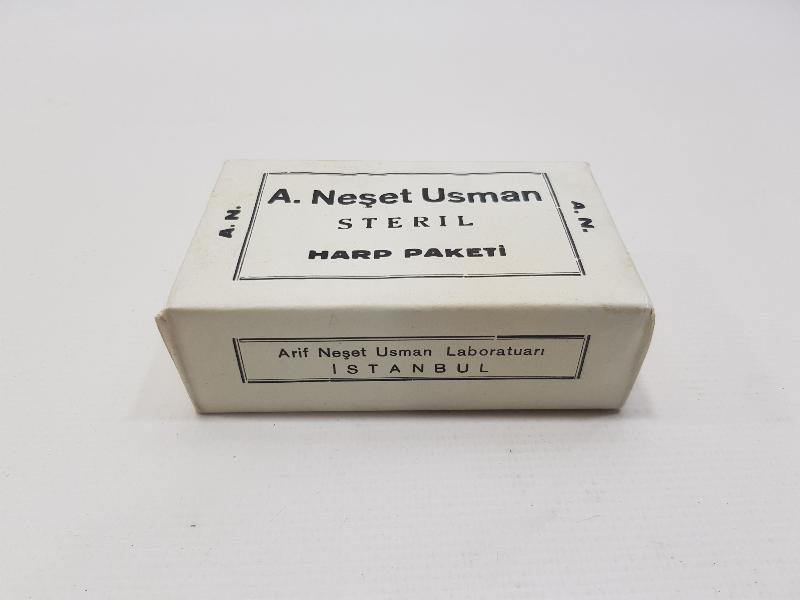 A. Neşet Usman
STERIL
HARP PAKETİ
A. N.
A. N.
Arif Neşet Usman Laboratuarı
İSTANBUL